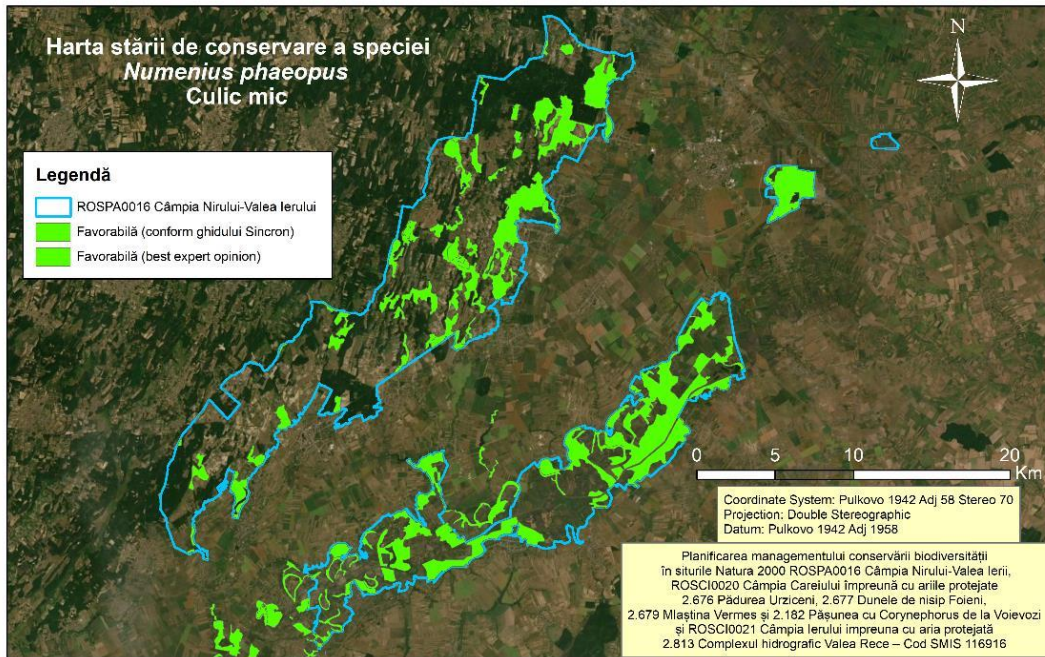 Harta stării de conservare a speciei
Numenius phaeopus
Culic mic
N
Legendă
ROSPA0016 Câmpia Nirului-Valea Ierului
Favorabilă (conform ghidului Sincron)
Favorabilă (best expert opinion)
0 5 10 20
Km
Coordinate System: Pulkovo 1942 Adj 58 Stereo 70
Projection: Double Stereographic
Datum: Pulkovo 1942 Adj 1958
Planificarea managementului conservării biodiversității
în siturile Natura 2000 ROSPA0016 Câmpia Nirului-Valea Ierii,
ROSCI0020 Câmpia Careiului împreună cu ariile protejate
2.676 Pădurea Urziceni, 2.677 Dunele de nisip Foieni,
2.679 Mlaștina Vermes și 2.182 Pășunea cu Corynephorus de la Voievozi
și ROSCI0021 Câmpia Ierului impreuna cu aria protejată
2.813 Complexul hidrografic Valea Rece – Cod SMIS 116916